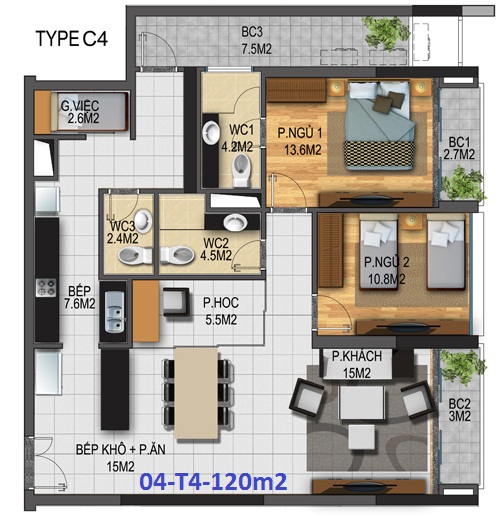 TYPE C4
BC3
7.5M2
G.VIỆC
2.6M2
WC1
4.2M2
P.NGỦ 1
13.6M2
BC1
2.7M2
WC3
2.4M2
WC2
4.5M2
P.NGỦ 2
10.8M2
BẾP
7.6M2
P.HỌC
5.5M2
P.KHÁCH
15M2
BC2
3M2
BẾP KHÔ + P.ĂN
15M2
04-T4-120m2